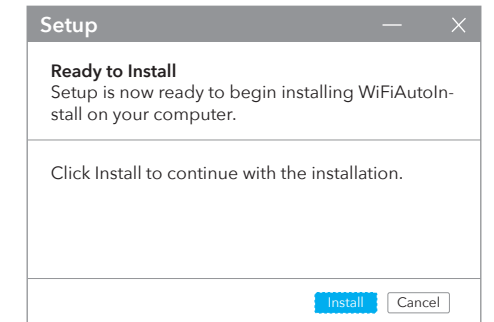 Setup
Ready to Install
Setup is now ready to begin installing WiFiAutoIn-
stall on your computer.
Click Install to continue with the installation.
Install Cancel